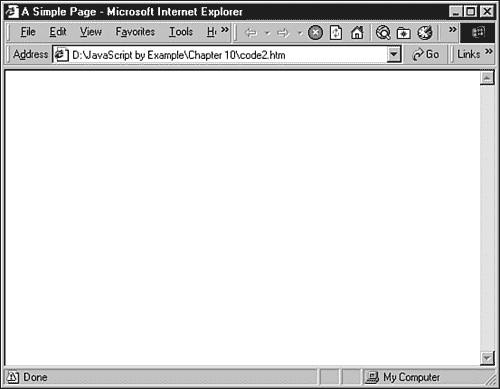 A Simple Page - Microsoft Internet Explorer
File Edit View Favorites Tools He »
Address D:\JavaScript by Example\Chapter 10\code2.htm Go Links »
Done My Computer